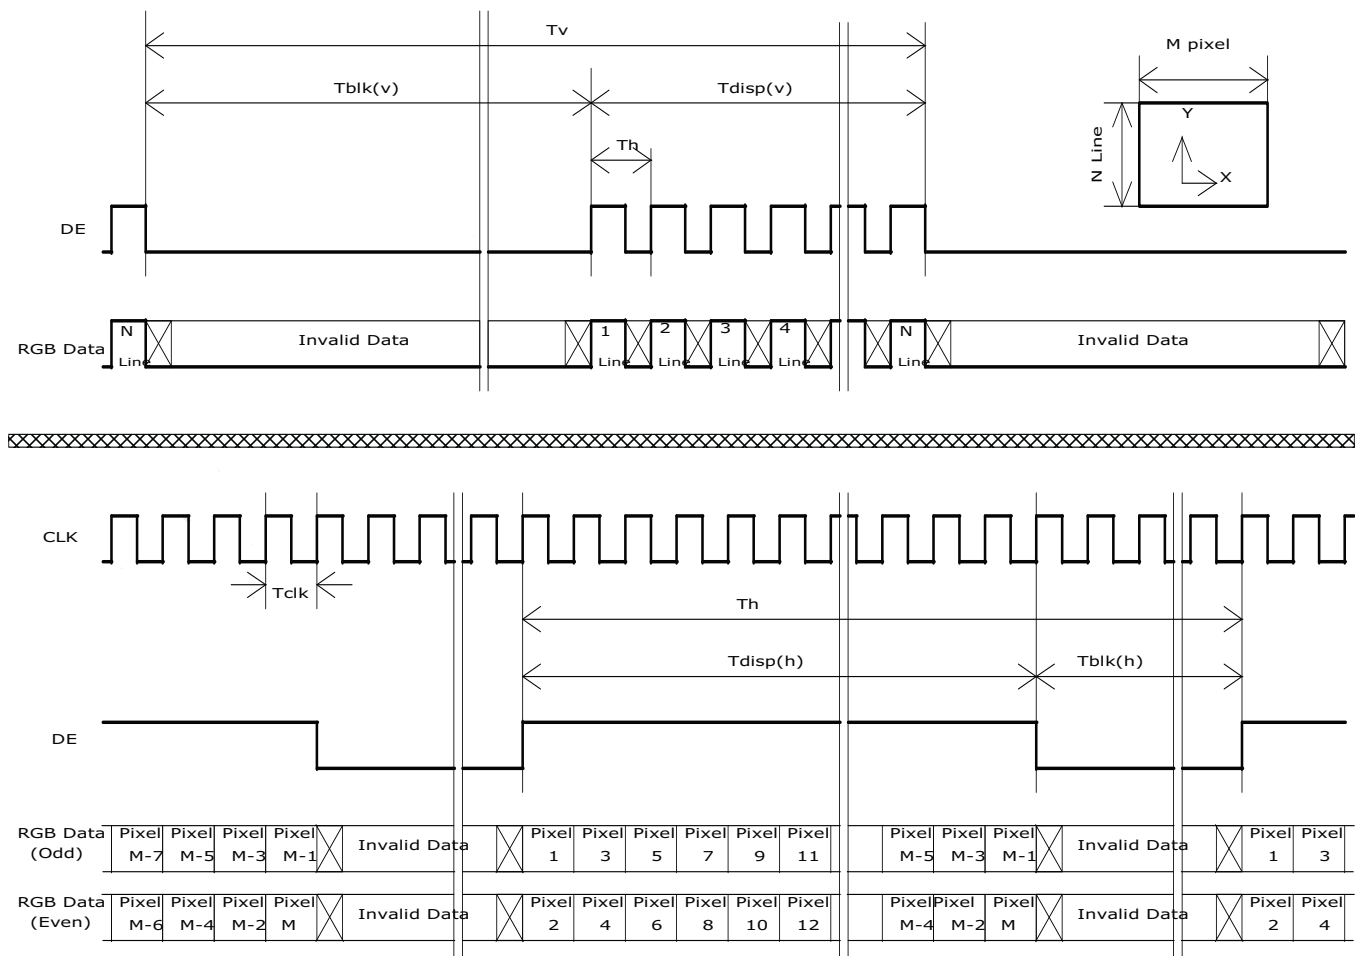 Tv
M pixel
Tblk(v)
Tdisp(v)
N Line
Y
X
Th
DE
RGB Data
N
Line
Invalid Data
1
Line
2
Line
3
Line
4
Line
N
Line
Invalid Data
CLK
Tclk
Th
Tdisp(h)
Tblk(h)
DE
RGB Data
(Odd)
Pixel
M-7
Pixel
M-5
Pixel
M-3
Pixel
M-1
Invalid Data
Pixel
1
Pixel
3
Pixel
5
Pixel
7
Pixel
9
Pixel
11
Pixel
M-5
Pixel
M-3
Pixel
M-1
Invalid Data
Pixel
1
Pixel
3
RGB Data
(Even)
Pixel
M-6
Pixel
M-4
Pixel
M-2
Pixel
M
Invalid Data
Pixel
2
Pixel
4
Pixel
6
Pixel
8
Pixel
10
Pixel
12
Pixel
M-4
Pixel
M-2
Pixel
M
Invalid Data
Pixel
2
Pixel
4